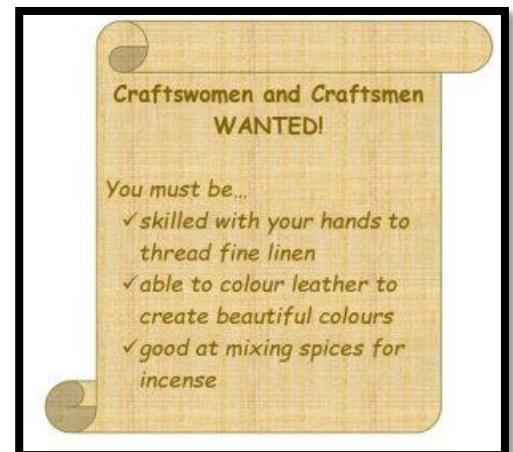 Craftswomen and Craftsmen
WANTED!
You must be...
✓skilled with your hands to
thread fine linen
✓able to colour leather to
create beautiful colours
✓good at mixing spices for
incense